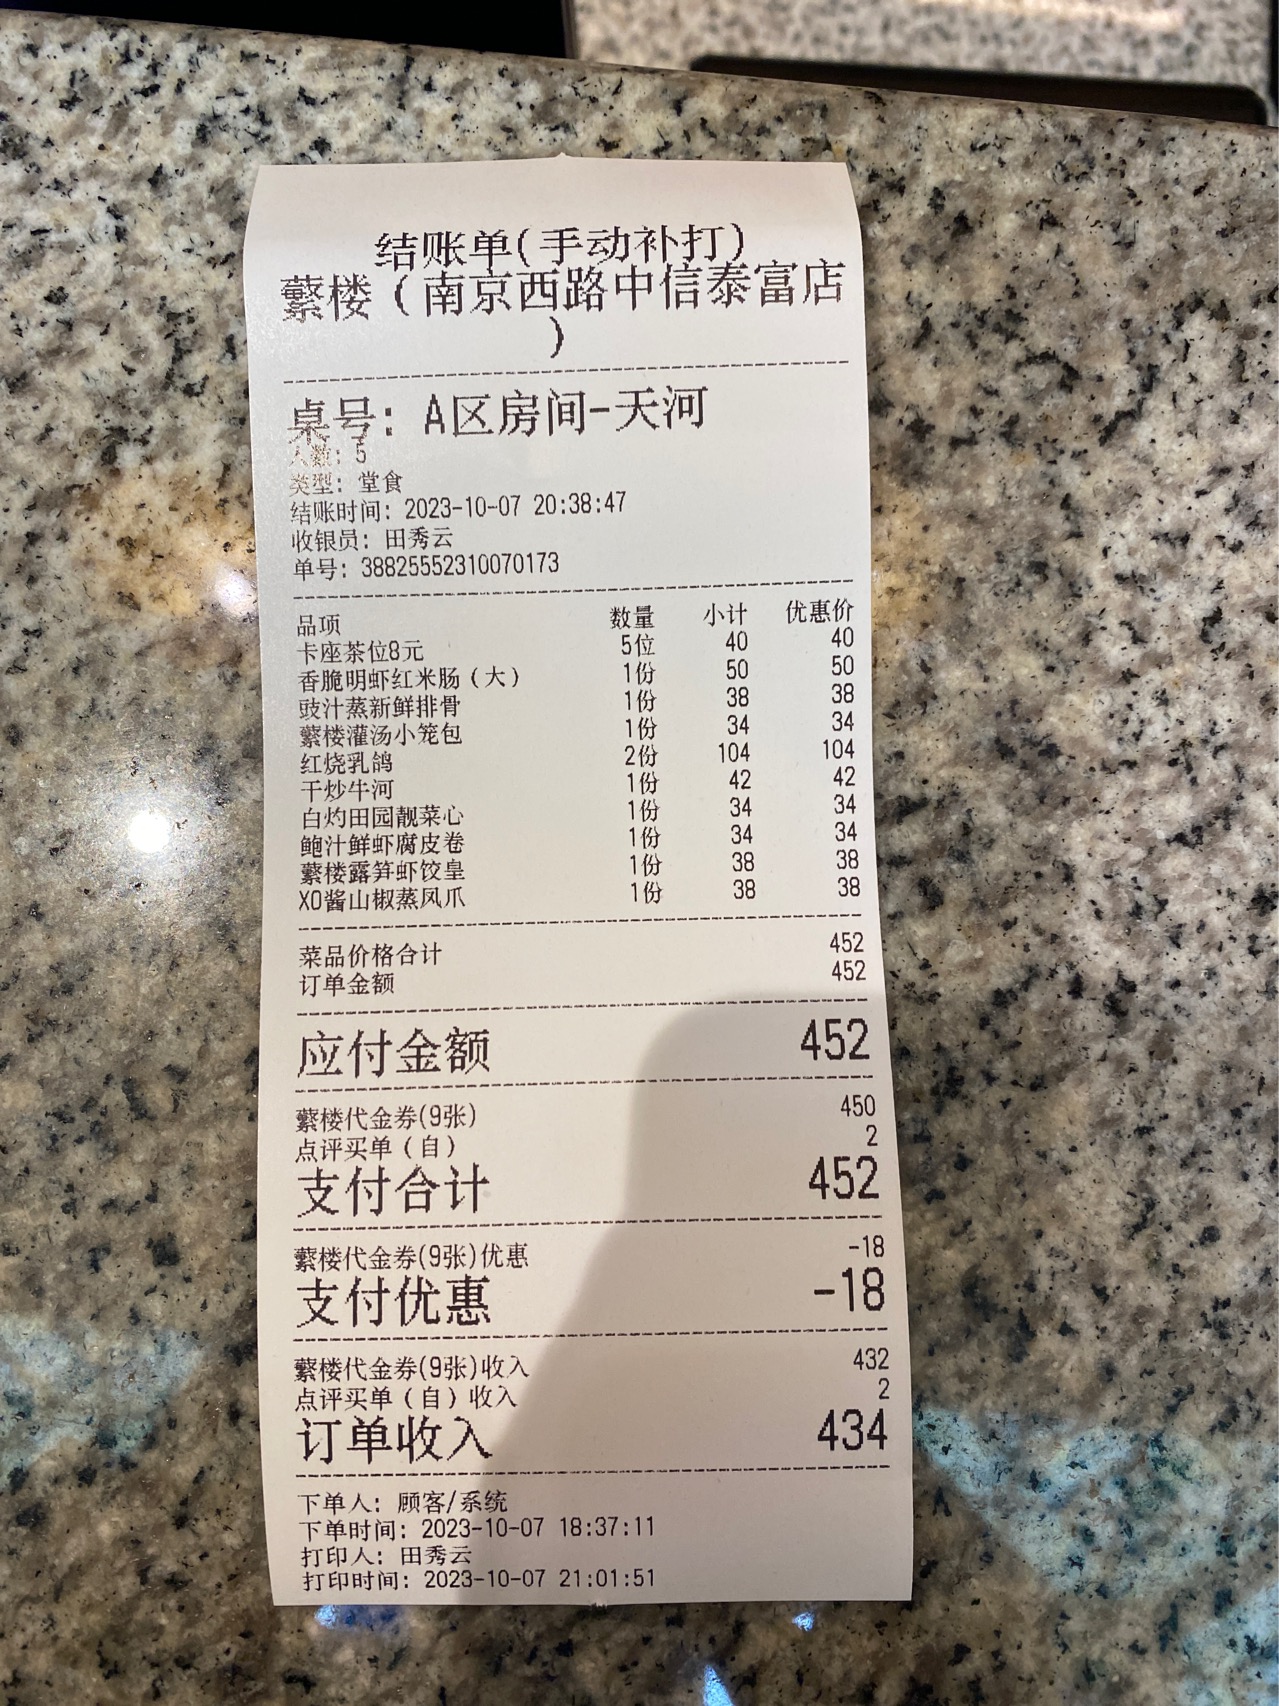 结账单(手动补打)
蘩楼（南京西路中信泰富店
）
桌号: A区房间-天河
人数: 5
类型: 堂食
结账时间: 2023-10-07 20:38:47
收银员: 田秀云
单号: 38825552310070173
品项 数量 小计 优惠价
卡座茶位8元 5位 40 40
香脆明虾红米肠（大） 1份 50 50
豉汁蒸新鲜排骨 1份 38 38
蘩楼灌汤小笼包 1份 34 34
红烧乳鸽 2份 104 104
干炒牛河 1份 42 42
白灼田园靓菜心 1份 34 34
鲍汁鲜虾腐皮卷 1份 34 34
蘩楼露笋虾饺皇 1份 38 38
XO酱山椒蒸凤爪 1份 38 38
菜品价格合计 452
订单金额 452
应付金额 452
蘩楼代金券(9张) 450
点评买单（自） 2
支付合计 452
蘩楼代金券(9张)优惠 -18
支付优惠 -18
蘩楼代金券(9张)收入 432
点评买单（自）收入 2
订单收入 434
下单人: 顾客/系统
下单时间: 2023-10-07 18:37:11
打印人: 田秀云
打印时间: 2023-10-07 21:01:51